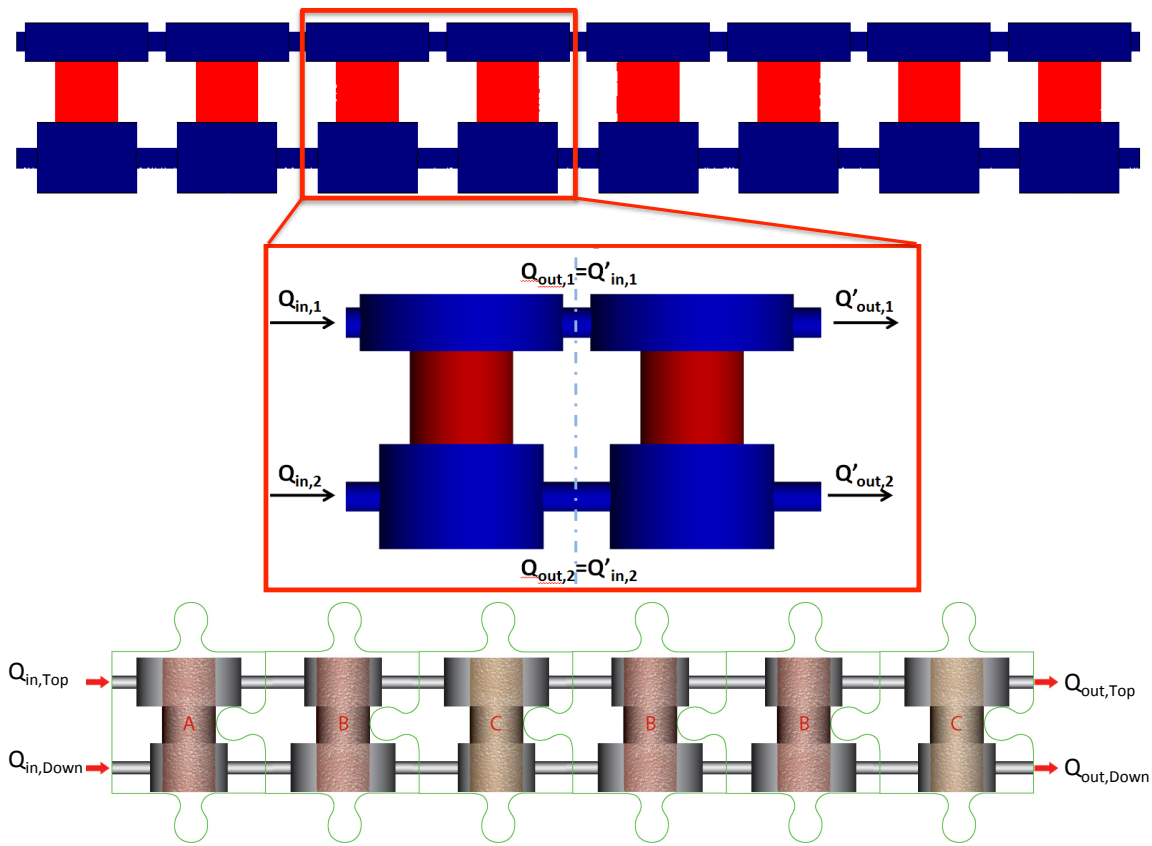 Qout,1=Q’in,1
Qin,1
Q’out,1
Qin,2
Q’out,2
Qout,2=Q’in,2
Qin,Top
Qout,Top
A B C B B C
Qin,Down
Qout,Down